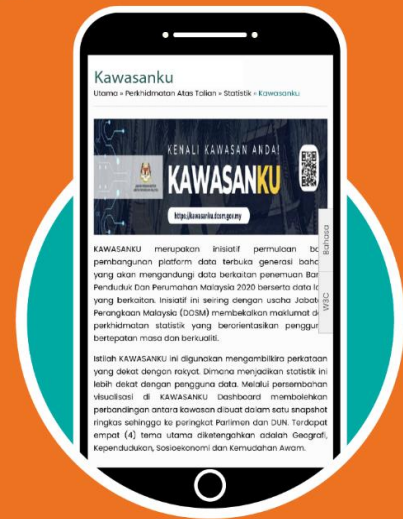 Kawasanku
Utama » Perkhidmatan Atas Talian » Statistik » Kawasanku
KENALI KAWASAN ANDA!
KAWASANKU
https://kawasanku.dosm.gov.my
Bahasa
W3C
KAWASANKU merupakan inisiatif permulaan
pembangunan platform data terbuka generasi
yang akan mengandungi data berkaitan penemuan
Penduduk Dan Perumahan Malaysia 2020 berserta data
yang berkaitan. Inisiatif ini seiring dengan usaha
Perangkaan Malaysia (DOSM) membekalkan maklumat
perkhidmatan statistik yang berorientasikan
bertepatan masa dan berkualiti.
Istilah KAWASANKU ini digunakan mengambilkira perkataan
yang dekat dengan rakyat. Dimana menjadikan statistik ini
lebih dekat dengan pengguna data. Melalui persembahan
visualisasi di KAWASANKU Dashboard membolehkan
perbandingan antara kawasan dibuat dalam satu snapshot
ringkas sehingga ke peringkat Parlimen dan DUN. Terdapat
empat (4) tema utama diketengahkan adalah Geografi,
Kependudukan, Sosioekonomi dan Kemudahan Awam.